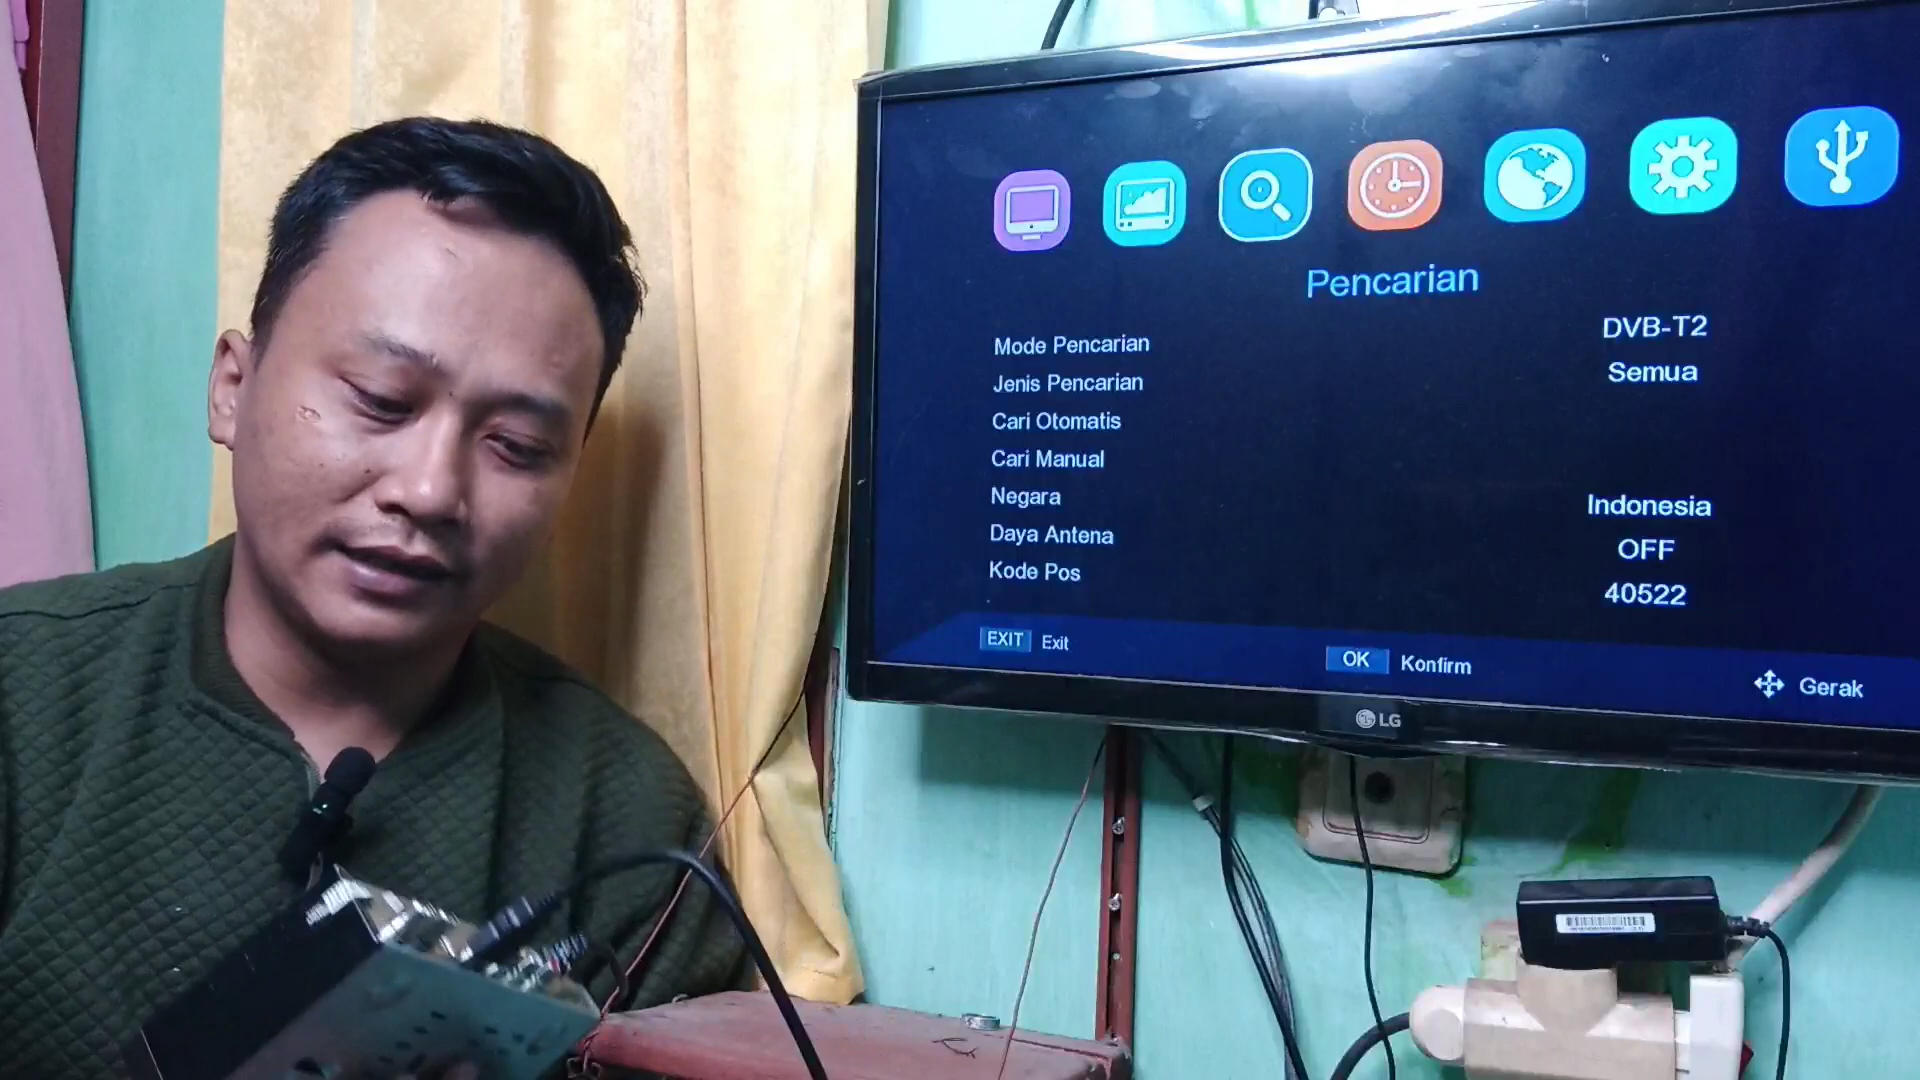 Pencarian
Mode Pencarian DVB-T2
Jenis Pencarian Semua
Cari Otomatis
Cari Manual
Negara Indonesia
Daya Antena OFF
Kode Pos 40522
EXIT Exit OK Konfirm Gerak
LG